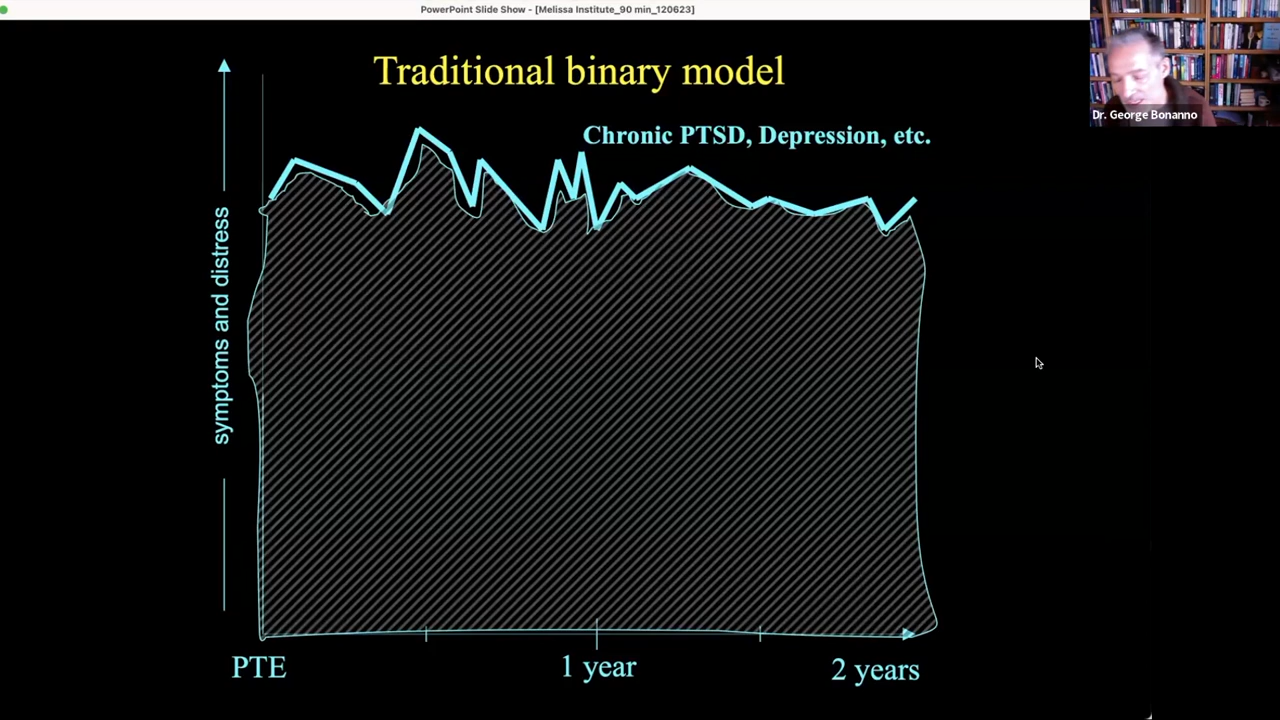 PowerPoint Slide Show - [Melissa Institute_90 min_120623]
Dr. George Bonanno
Traditional binary model
Chronic PTSD, Depression, etc.
symptoms and distress
PTE
1 year
2 years